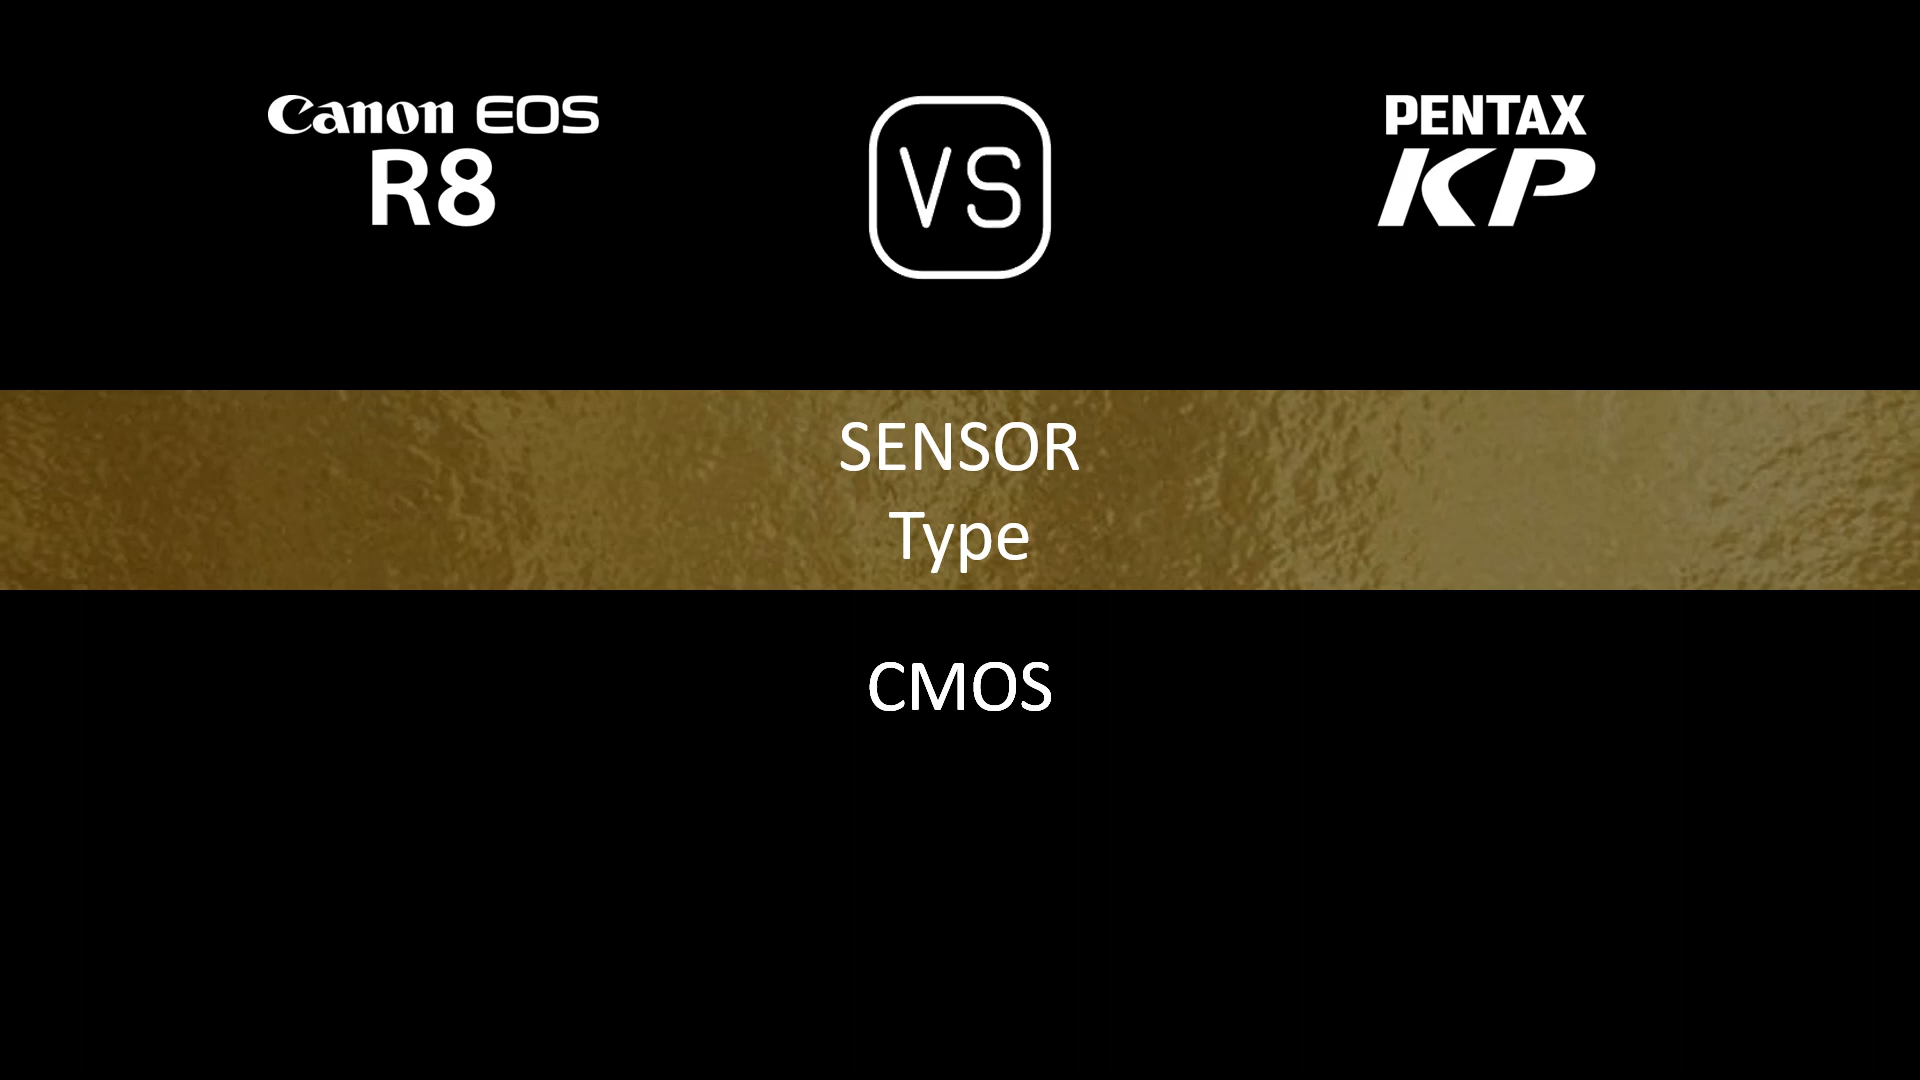 Canon EOS
R8
VS
PENTAX
KP
SENSOR
Type
CMOS